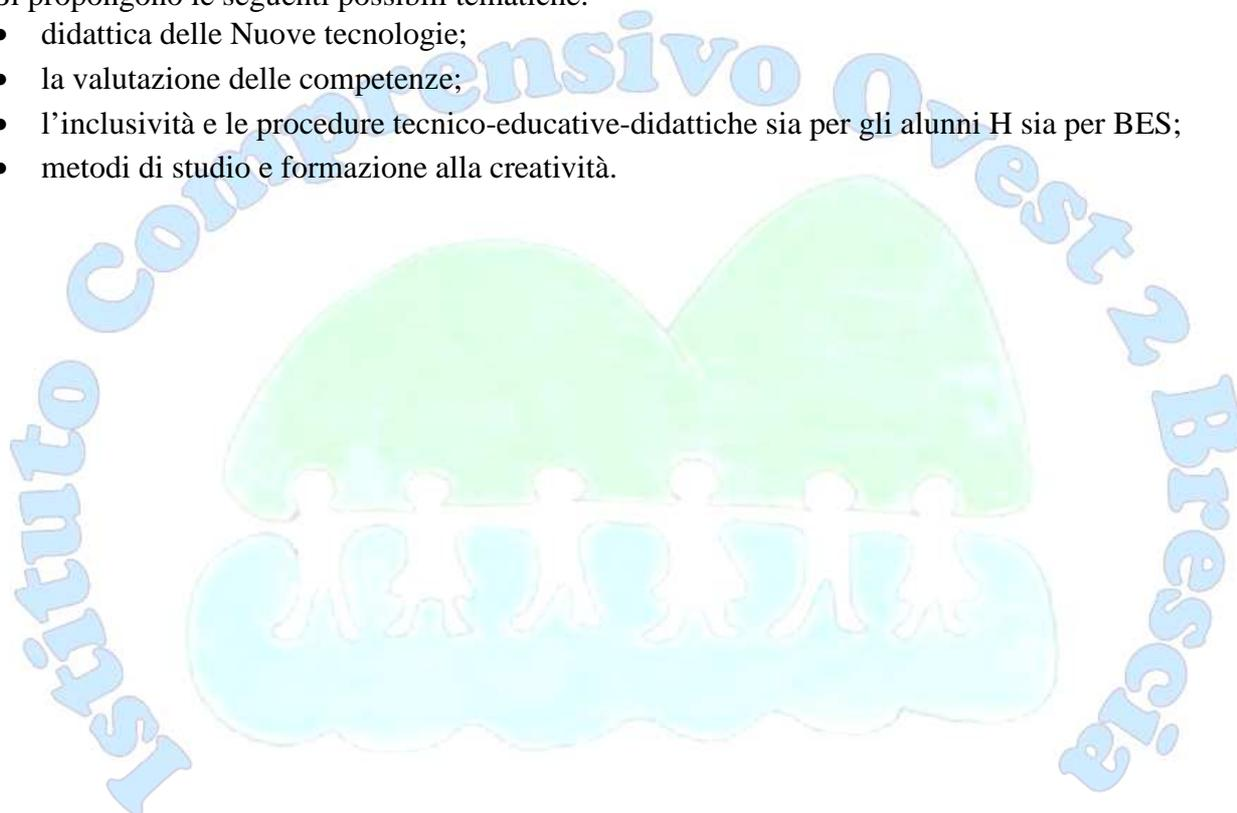 Si propongono le seguenti possibili tematiche:
• didattica delle Nuove tecnologie;
• la valutazione delle competenze;
• l’inclusività e le procedure tecnico-educative-didattiche sia per gli alunni H sia per BES;
• metodi di studio e formazione alla creatività.
Istituto Comprensivo Ovest 2 Brescia